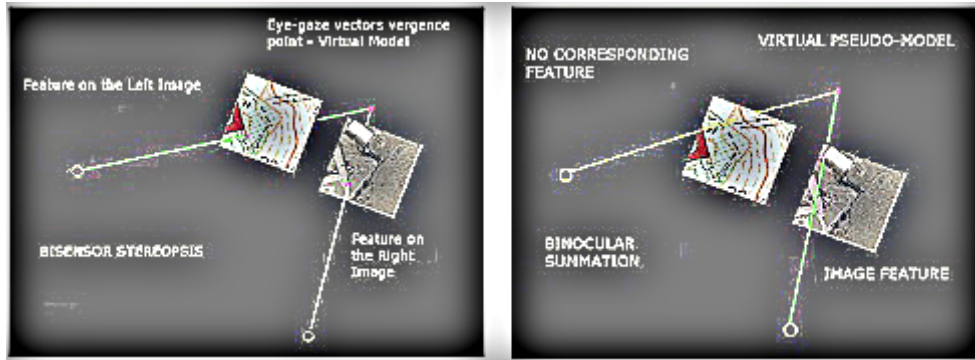 Eye-gaze vectors vergence
point – Virtual Model
Feature on the Left Image
BISENSOR STEREOPSIS
Feature on
the Right
Image
VIRTUAL PSEUDO-MODEL
NO CORRESPONDING
FEATURE
BINOCULAR
SUMMATION
IMAGE FEATURE